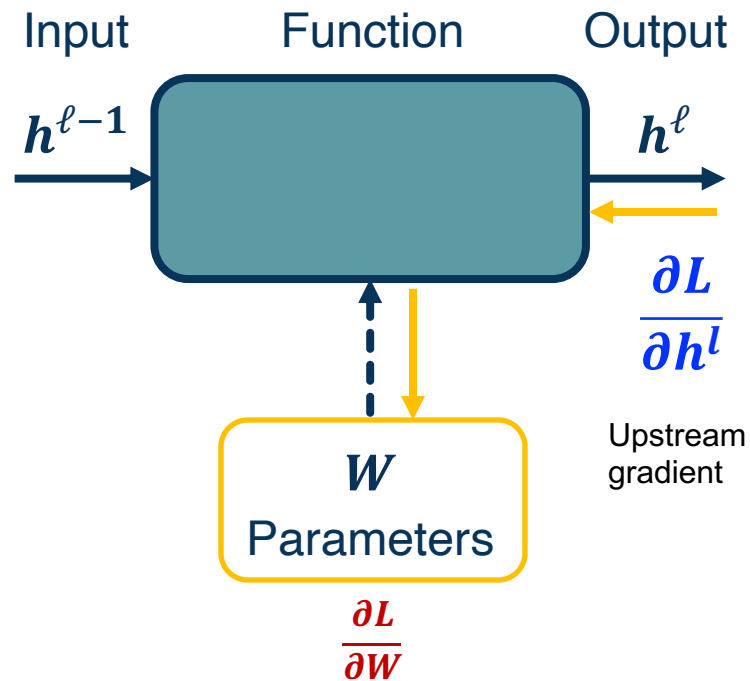 Input Function Output
h^{ℓ−1} h^ℓ
∂L
∂h^l
Upstream
gradient
W
Parameters
∂L
∂W